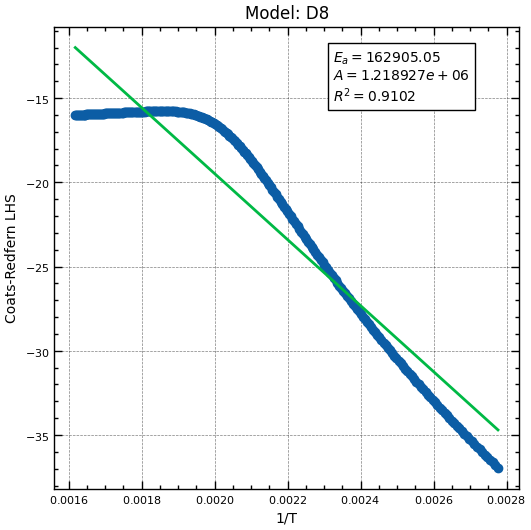 Model: D8
E_a = 162905.05
A = 1.218927e + 06
R² = 0.9102
Coats-Redfern LHS
−15
−20
−25
−30
−35
0.0016 0.0018 0.0020 0.0022 0.0024 0.0026 0.0028
1/T